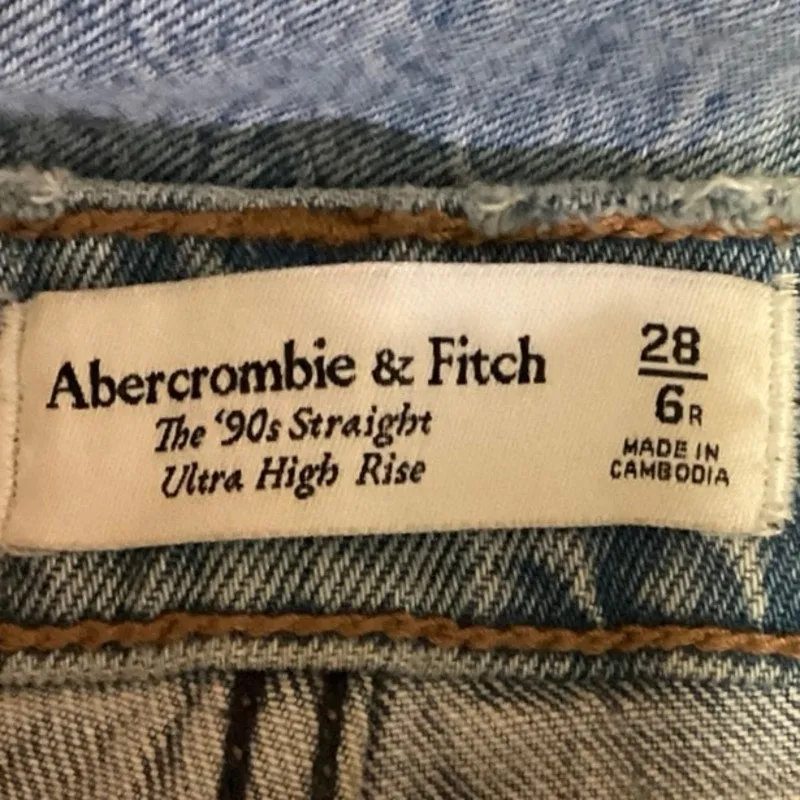 Abercrombie & Fitch
The '90s Straight
Ultra High Rise
28
6R
MADE IN
CAMBODIA